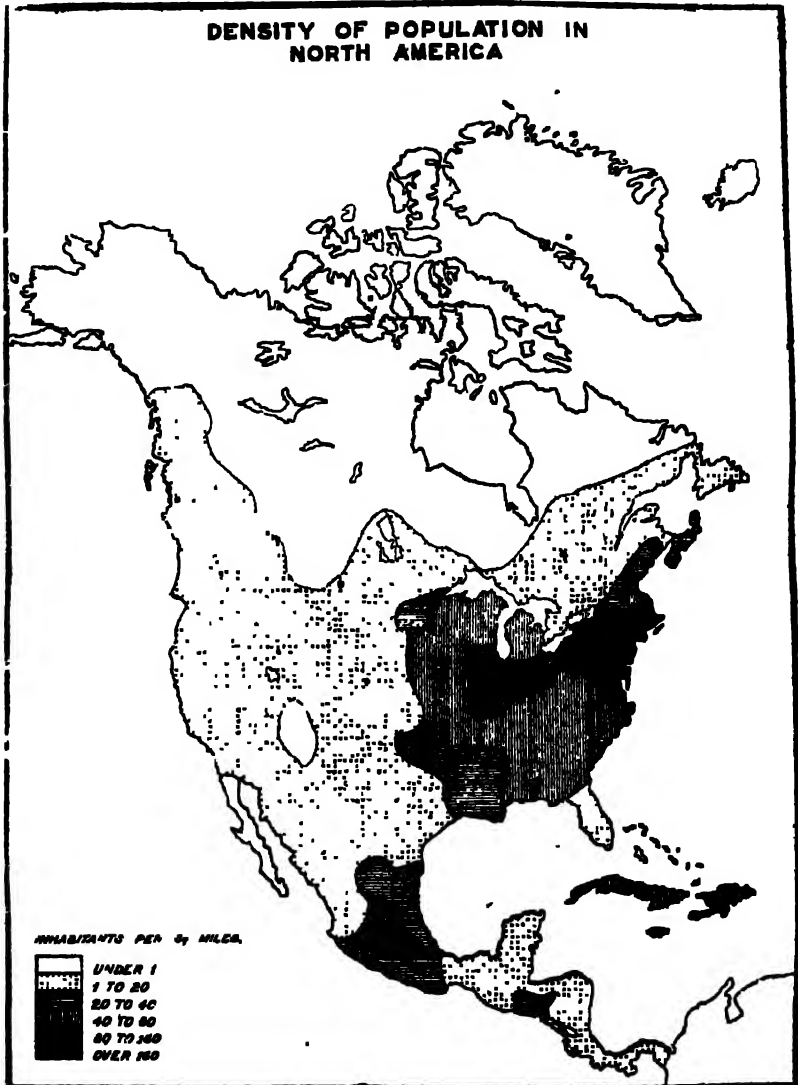 DENSITY OF POPULATION IN
NORTH AMERICA
INHABITANTS PER Sq MILES.
UNDER 1
1 TO 20
20 TO 40
40 TO 80
80 TO 160
OVER 160